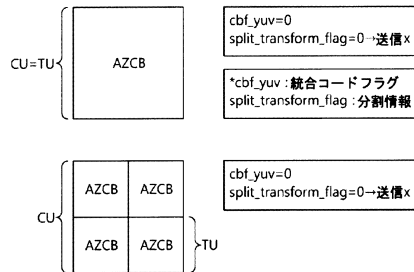 cbf_yuv=0
split_transform_flag=0→送信x
CU=TU
AZCB
*cbf_yuv : 統合コードフラグ
split_transform_flag : 分割情報
AZCB AZCB
cbf_yuv=0
split_transform_flag=0→送信x
CU
AZCB AZCB
TU